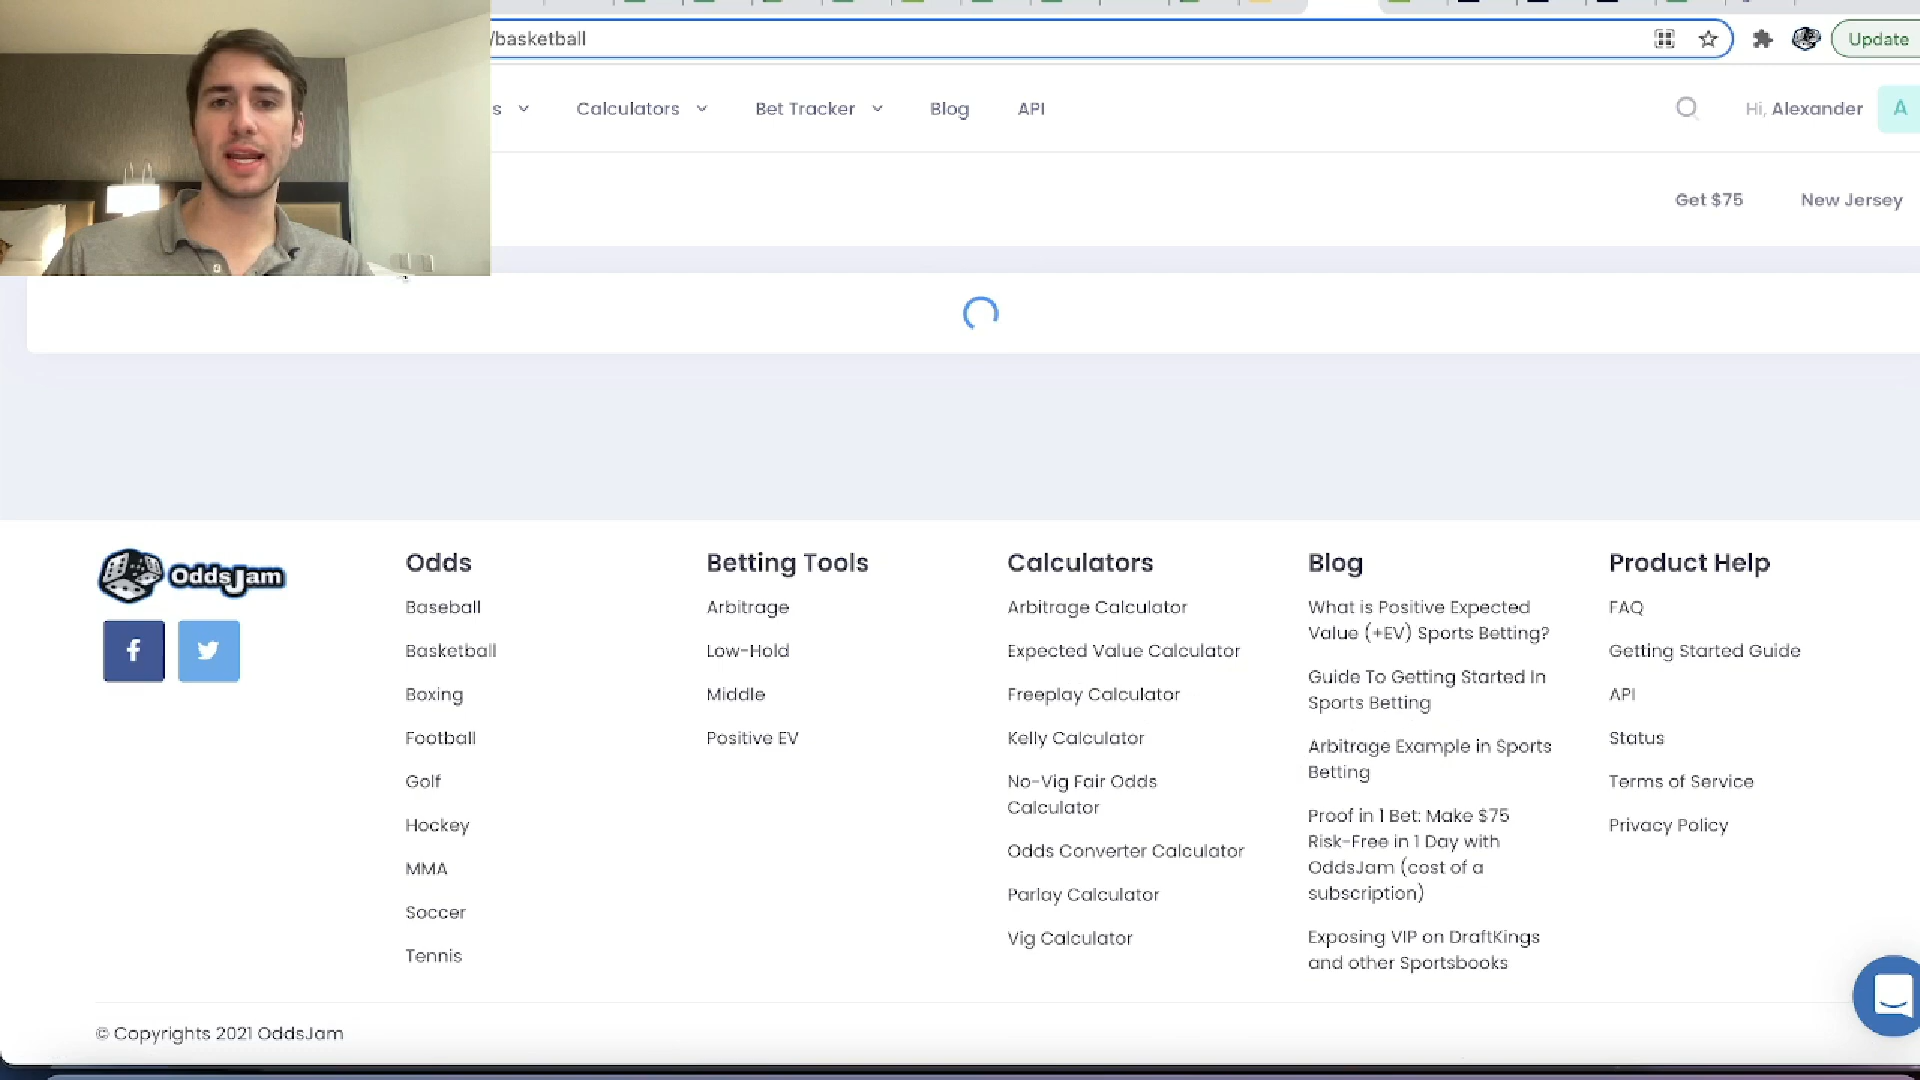 /basketball
Update
s
Calculators
Bet Tracker
Blog
API
Hi, Alexander
A
Get $75
New Jersey
OddsJam
Odds
Baseball
Basketball
Boxing
Football
Golf
Hockey
MMA
Soccer
Tennis
Betting Tools
Arbitrage
Low-Hold
Middle
Positive EV
Calculators
Arbitrage Calculator
Expected Value Calculator
Freeplay Calculator
Kelly Calculator
No-Vig Fair Odds
Calculator
Odds Converter Calculator
Parlay Calculator
Vig Calculator
Blog
What is Positive Expected
Value (+EV) Sports Betting?
Guide To Getting Started In
Sports Betting
Arbitrage Example in Sports
Betting
Proof in 1 Bet: Make $75
Risk-Free in 1 Day with
OddsJam (cost of a
subscription)
Exposing VIP on DraftKings
and other Sportsbooks
Product Help
FAQ
Getting Started Guide
API
Status
Terms of Service
Privacy Policy
© Copyrights 2021 OddsJam